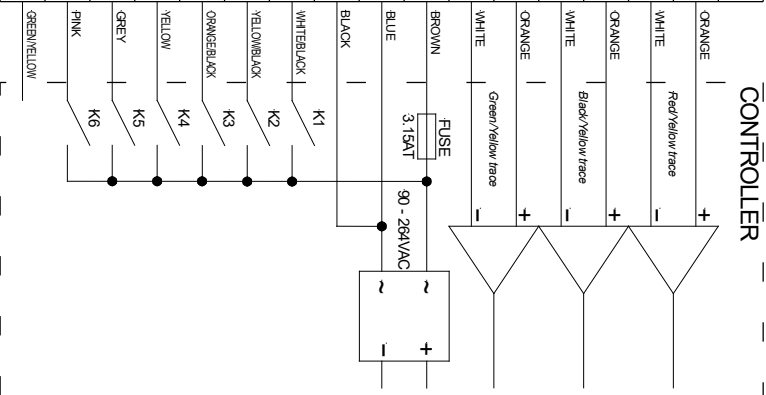 GREEN/YELLOW
PINK
GREY
YELLOW
ORANGE/BLACK
YELLOW/BLACK
WHITE/BLACK
BLACK
BLUE
BROWN
WHITE
ORANGE
WHITE
ORANGE
WHITE
ORANGE
CONTROLLER
Green/Yellow trace
Black/Yellow trace
Red/Yellow trace
K6
K5
K4
K3
K2
K1
FUSE
3.15AT
90 - 264VAC
- +
- +
- +
~ ~
- +